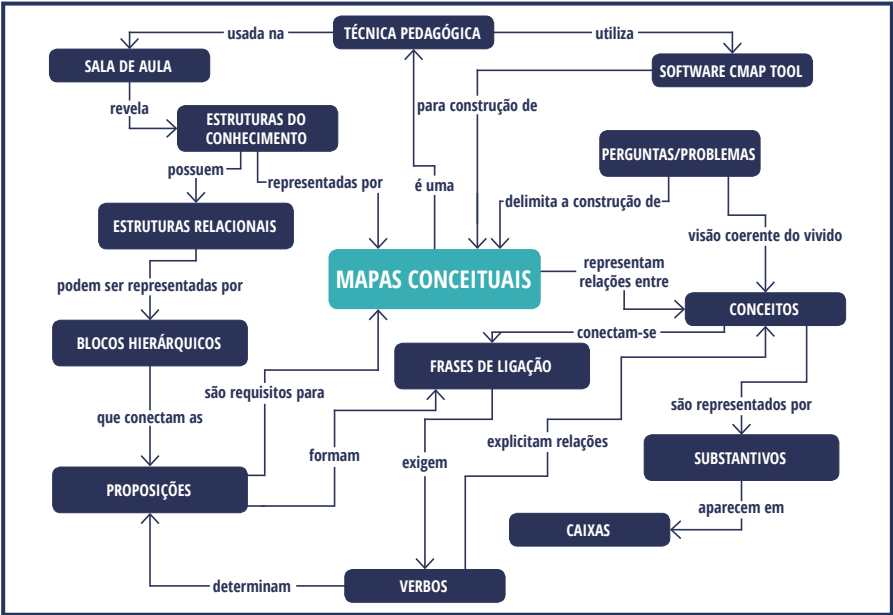 usada na
TÉCNICA PEDAGÓGICA
utiliza
SALA DE AULA
SOFTWARE CMAP TOOL
revela
ESTRUTURAS DO
CONHECIMENTO
para construção de
PERGUNTAS/PROBLEMAS
possuem
representadas por
é uma
delimita a construção de
ESTRUTURAS RELACIONAIS
visão coerente do vivido
MAPAS CONCEITUAIS
representam
relações entre
podem ser representadas por
CONCEITOS
BLOCOS HIERÁRQUICOS
conectam-se
FRASES DE LIGAÇÃO
são requisitos para
são representados por
que conectam as
formam
exigem
explicitam relações
SUBSTANTIVOS
PROPOSIÇÕES
aparecem em
CAIXAS
determinam
VERBOS